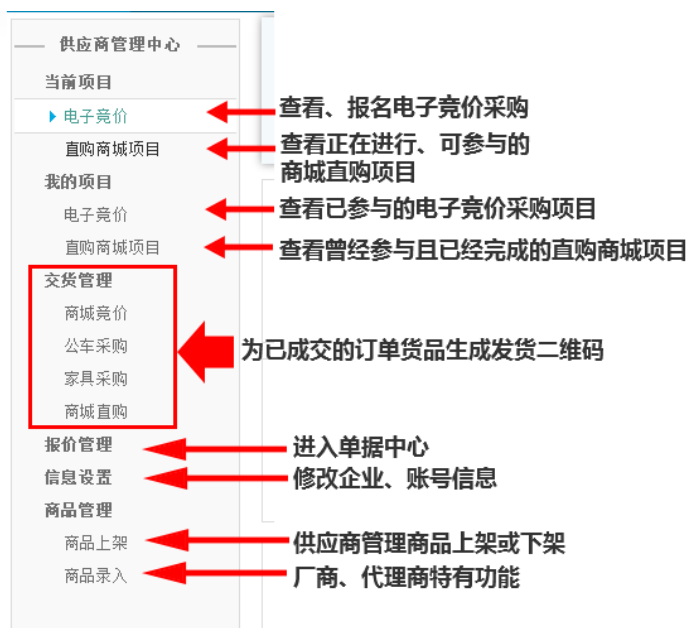 供应商管理中心
当前项目
电子竞价
查看、报名电子竞价采购
直购商城项目
查看正在进行、可参与的
商城直购项目
我的项目
电子竞价
查看已参与的电子竞价采购项目
直购商城项目
查看曾经参与且已经完成的直购商城项目
交货管理
商城竞价
公车采购
为已成交的订单货品生成发货二维码
家具采购
商城直购
报价管理
进入单据中心
信息设置
修改企业、账号信息
商品管理
商品上架
供应商管理商品上架或下架
商品录入
厂商、代理商特有功能